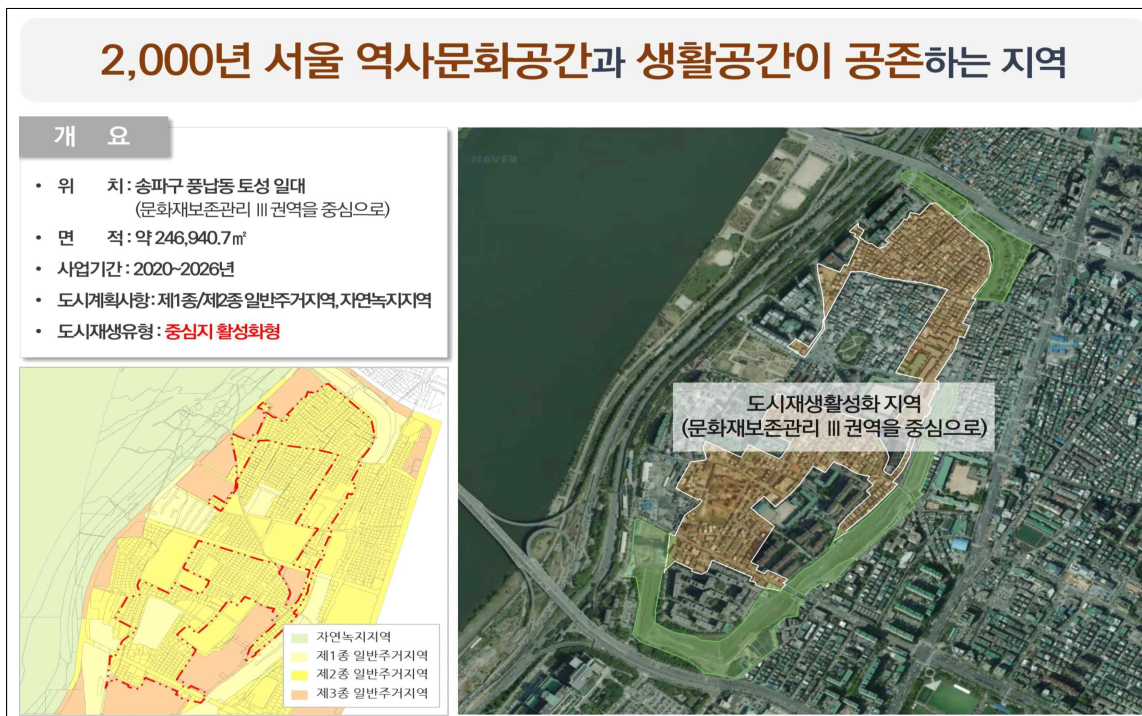 2,000년 서울 역사문화공간과 생활공간이 공존하는 지역
개 요
• 위 치 : 송파구 풍납동 토성 일대
(문화재보존관리 Ⅲ 권역을 중심으로)
• 면 적 : 약 246,940.7㎡
• 사업기간 : 2020~2026년
• 도시계획사항 : 제1종/제2종 일반주거지역, 자연녹지지역
• 도시재생유형 : 중심지 활성화형
자연녹지지역
제1종 일반주거지역
제2종 일반주거지역
제3종 일반주거지역
NAVER
도시재생활성화 지역
(문화재보존관리 Ⅲ 권역을 중심으로)